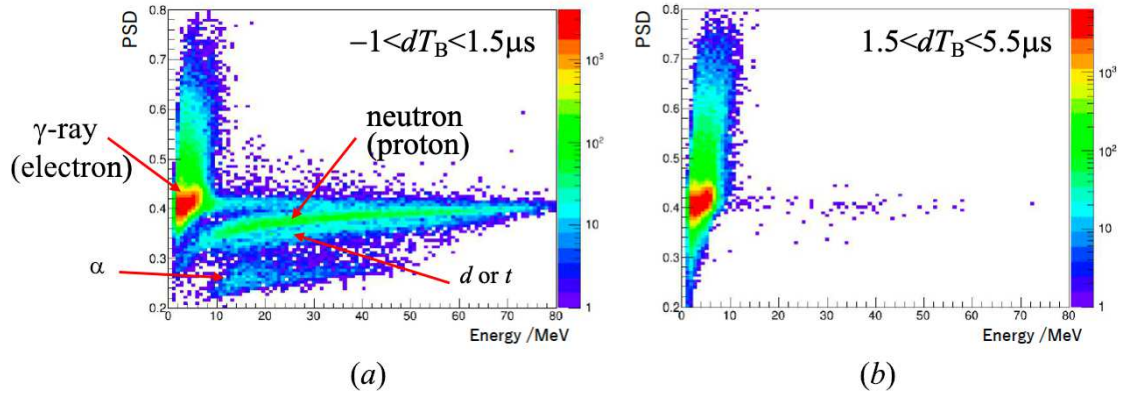 PSD
0.8
0.7
0.6
0.5
0.4
0.3
0.2
−1<dT_B<1.5μs
γ-ray
(electron)
neutron
(proton)
α
d or t
0 10 20 30 40 50 60 70 80
Energy /MeV
10³
10²
10
1
(a)
PSD
0.8
0.7
0.6
0.5
0.4
0.3
0.2
1.5<dT_B<5.5μs
0 10 20 30 40 50 60 70 80
Energy /MeV
10³
10²
10
1
(b)